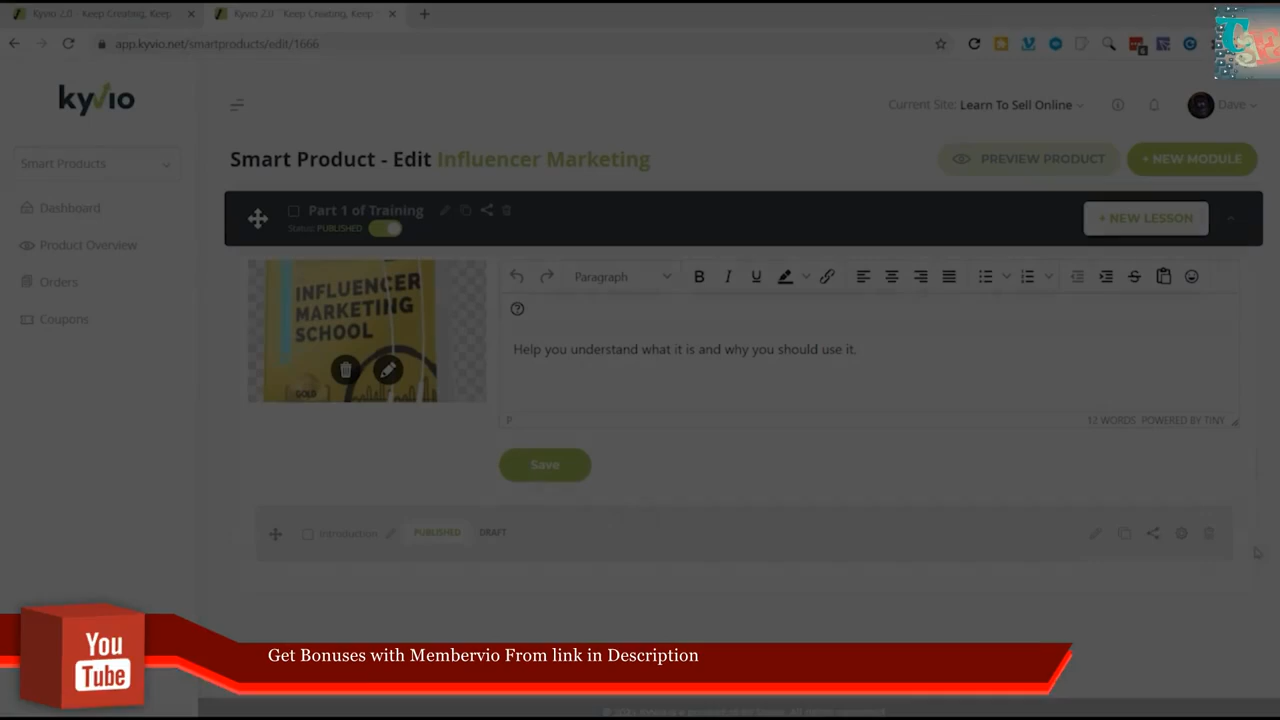 Kyvio 2.0 - Keep Creating, Keep
Kyvio 2.0 - Keep Creating, Keep
app.kyvio.net/smartproducts/edit/1666
kyvio
Current Site: Learn To Sell Online
Dave
Smart Products
Smart Product - Edit Influencer Marketing
PREVIEW PRODUCT
+ NEW MODULE
Dashboard
Product Overview
Orders
Coupons
Part 1 of Training
Status: PUBLISHED
+ NEW LESSON
INFLUENCER
MARKETING
SCHOOL
GOLD
Paragraph
B I U
Help you understand what it is and why you should use it.
P
12 WORDS POWERED BY TINY
Save
Introduction
PUBLISHED
DRAFT
You
Tube
Get Bonuses with Membervio From link in Description